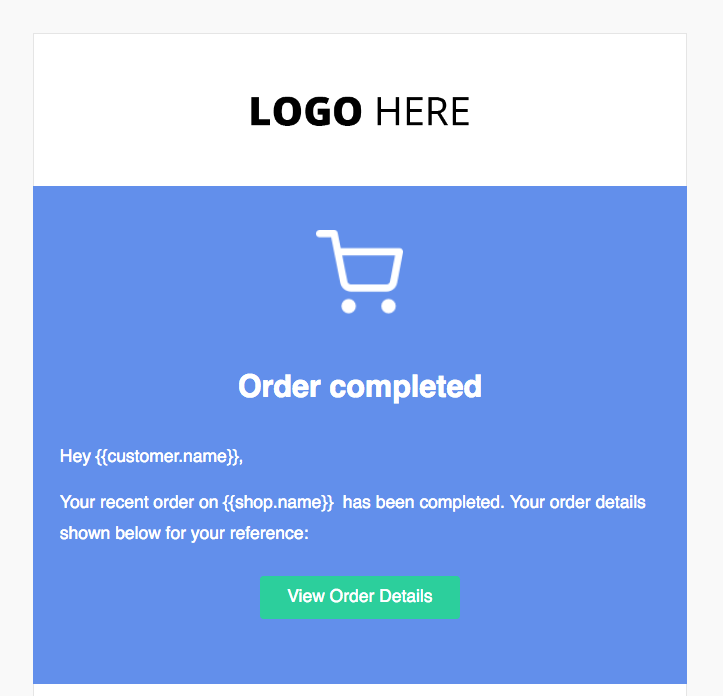 LOGO HERE
Order completed
Hey {{customer.name}},
Your recent order on {{shop.name}}  has been completed. Your order details
shown below for your reference:
View Order Details